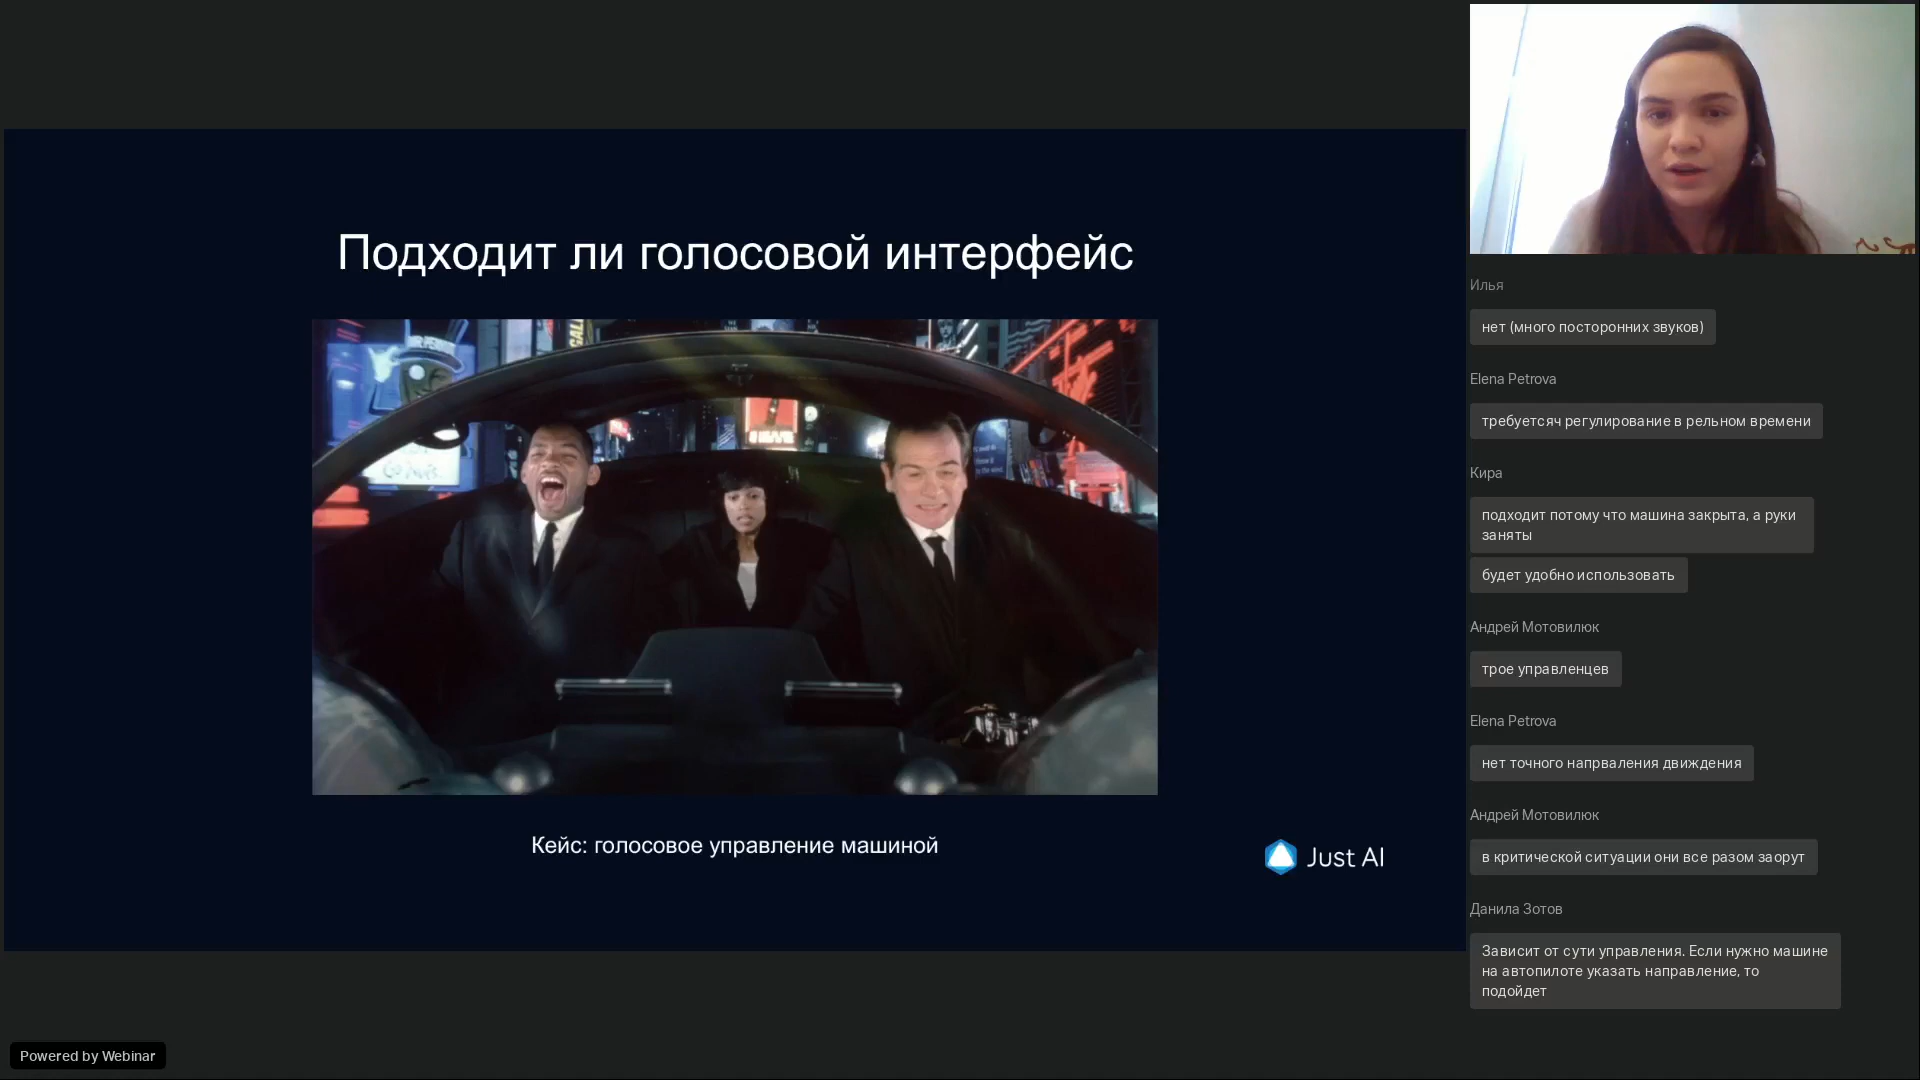 Подходит ли голосовой интерфейс
Кейс: голосовое управление машиной
Just AI
Илья
нет (много посторонних звуков)
Elena Petrova
требуетсяч регулирование в рельном времени
Кира
подходит потому что машина закрыта, а руки
заняты
будет удобно использовать
Андрей Мотовилюк
трое управленцев
Elena Petrova
нет точного напрваления движдения
Андрей Мотовилюк
в критической ситуации они все разом заорут
Данила Зотов
Зависит от сути управления. Если нужно машине
на автопилоте указать направление, то
подойдет
Powered by Webinar